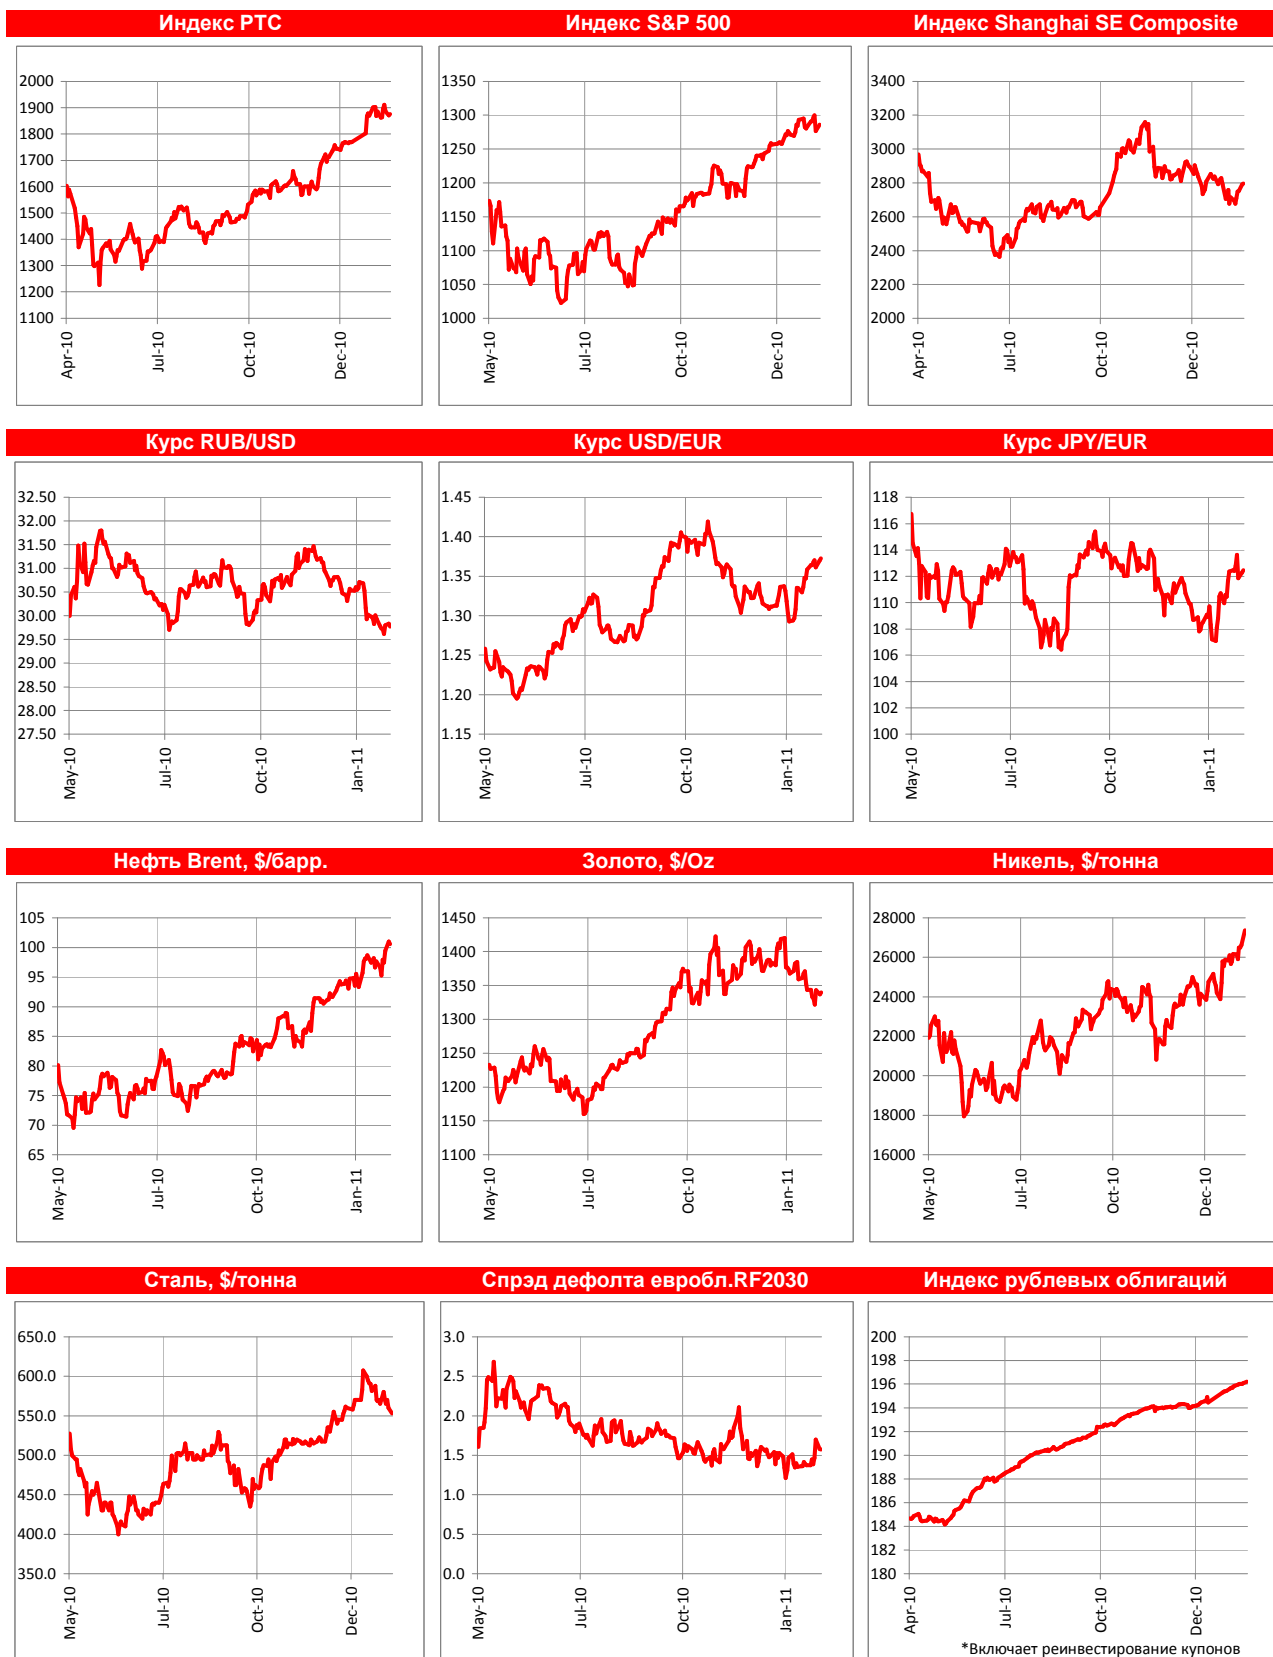 Индекс РТС
Индекс S&P 500
Индекс Shanghai SE Composite
2000
1900
1800
1700
1600
1500
1400
1300
1200
1100
Apr-10
Jul-10
Oct-10
Dec-10
1350
1300
1250
1200
1150
1100
1050
1000
May-10
Jul-10
Oct-10
Dec-10
3400
3200
3000
2800
2600
2400
2200
2000
Apr-10
Jul-10
Oct-10
Dec-10
Курс RUB/USD
Курс USD/EUR
Курс JPY/EUR
32.50
32.00
31.50
31.00
30.50
30.00
29.50
29.00
28.50
28.00
27.50
May-10
Jul-10
Oct-10
Jan-11
1.45
1.40
1.35
1.30
1.25
1.20
1.15
May-10
Jul-10
Oct-10
Jan-11
118
116
114
112
110
108
106
104
102
100
May-10
Jul-10
Oct-10
Jan-11
Нефть Brent, $/барр.
Золото, $/Oz
Никель, $/тонна
105
100
95
90
85
80
75
70
65
May-10
Jul-10
Oct-10
Jan-11
1450
1400
1350
1300
1250
1200
1150
1100
May-10
Jul-10
Oct-10
Jan-11
28000
26000
24000
22000
20000
18000
16000
May-10
Jul-10
Oct-10
Dec-10
Сталь, $/тонна
Спрэд дефолта евробл.RF2030
Индекс рублевых облигаций
650.0
600.0
550.0
500.0
450.0
400.0
350.0
May-10
Jul-10
Oct-10
Dec-10
3.0
2.5
2.0
1.5
1.0
0.5
0.0
May-10
Jul-10
Oct-10
Jan-11
200
198
196
194
192
190
188
186
184
182
180
Apr-10
Jul-10
Oct-10
Dec-10
*Включает реинвестирование купонов